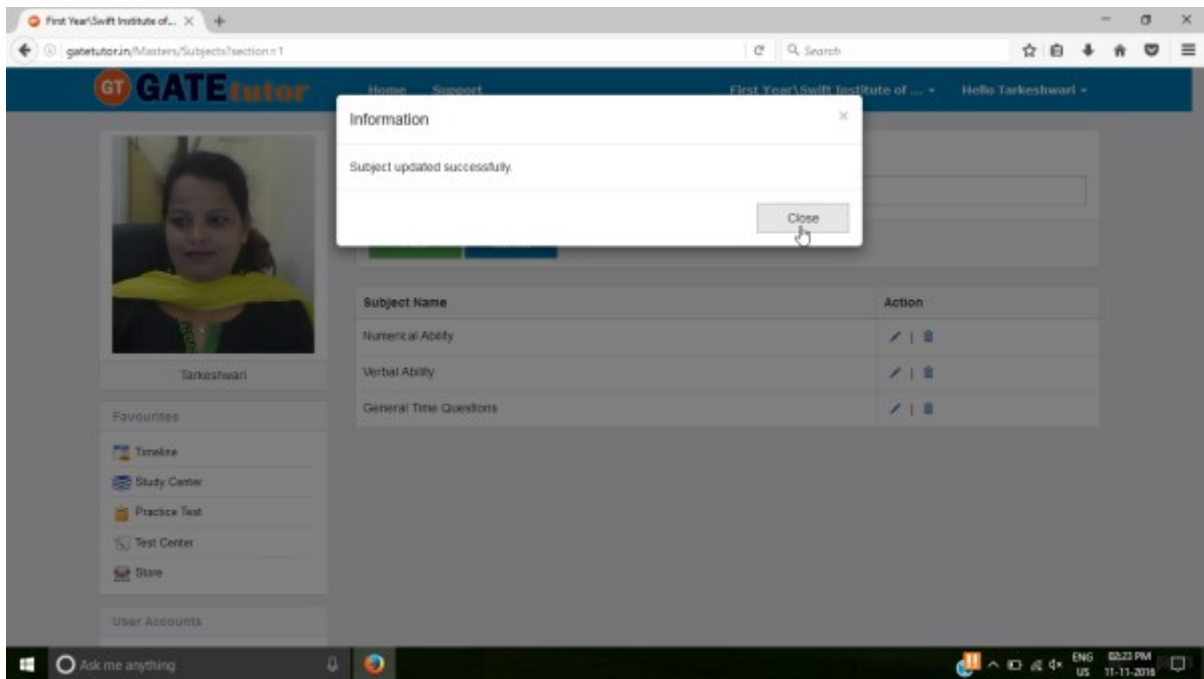 First Year\Swift Institute of...
gatetutor.in/Masters/Subjects?section=1
Search
GT GATEtutor
Home Support First Year\Swift Institute of ... Hello Tarkeshwari
Information
Subject updated successfully.
Close
Subject Name Action
Numerical Ability
Verbal Ability
General Time Questions
Tarkeshwari
Favourites
Timeline
Study Center
Practice Test
Test Center
Store
User Accounts
Ask me anything
ENG 02:23 PM
US 11-11-2016